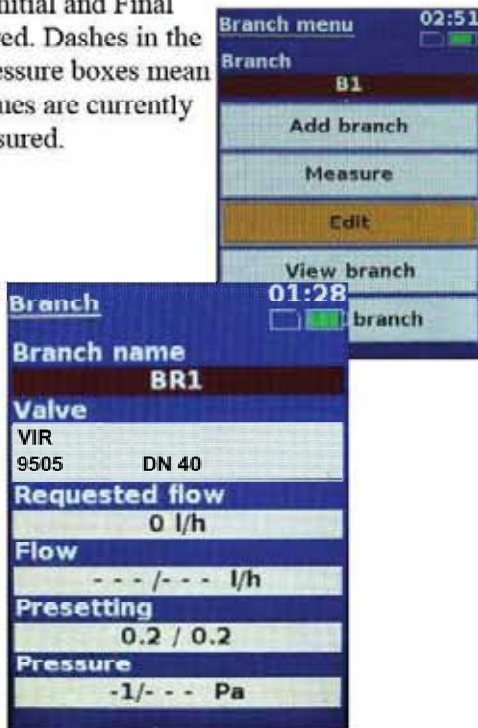 nitial and Final
red. Dashes in the
essure boxes mean
ues are currently
sured.
Branch menu 02:51
Branch
B1
Add branch
Measure
Edit
View branch
branch
Branch 01:28
Branch name
BR1
Valve
VIR
9505 DN 40
Requested flow
0 l/h
Flow
- - - /- - - l/h
Presetting
0.2 / 0.2
Pressure
-1/- - - Pa